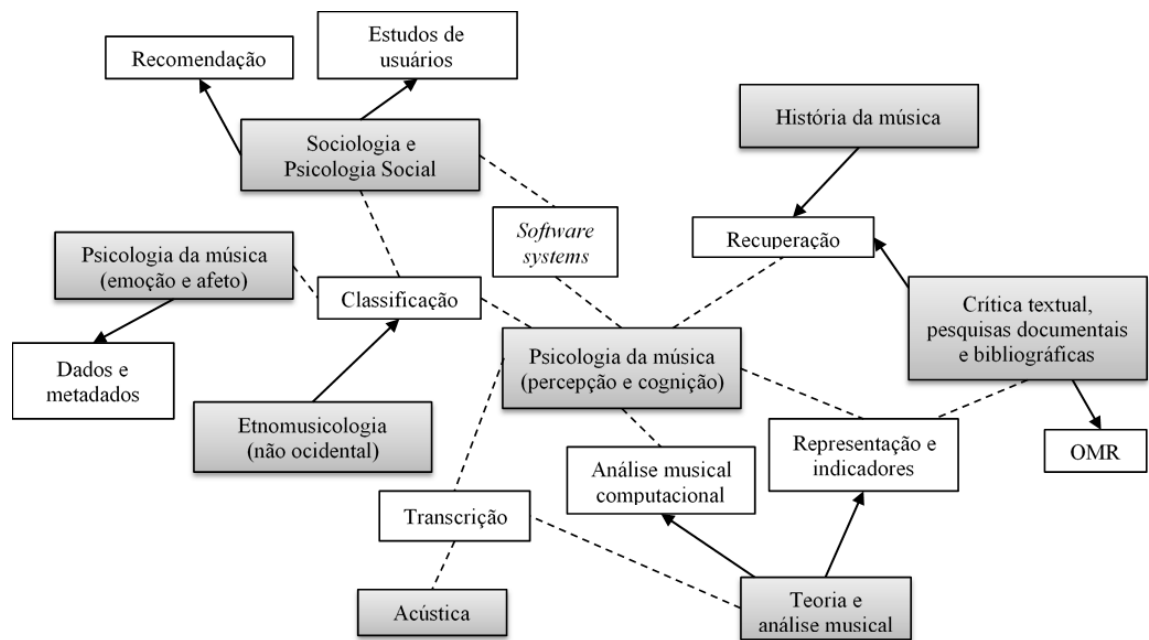 Estudos de
usuários
Recomendação
História da música
Sociologia e
Psicologia Social
Software
systems
Recuperação
Psicologia da música
(emoção e afeto)
Classificação
Crítica textual,
pesquisas documentais
e bibliográficas
Psicologia da música
(percepção e cognição)
Dados e
metadados
Etnomusicologia
(não ocidental)
Representação e
indicadores
OMR
Análise musical
computacional
Transcrição
Acústica
Teoria e
análise musical